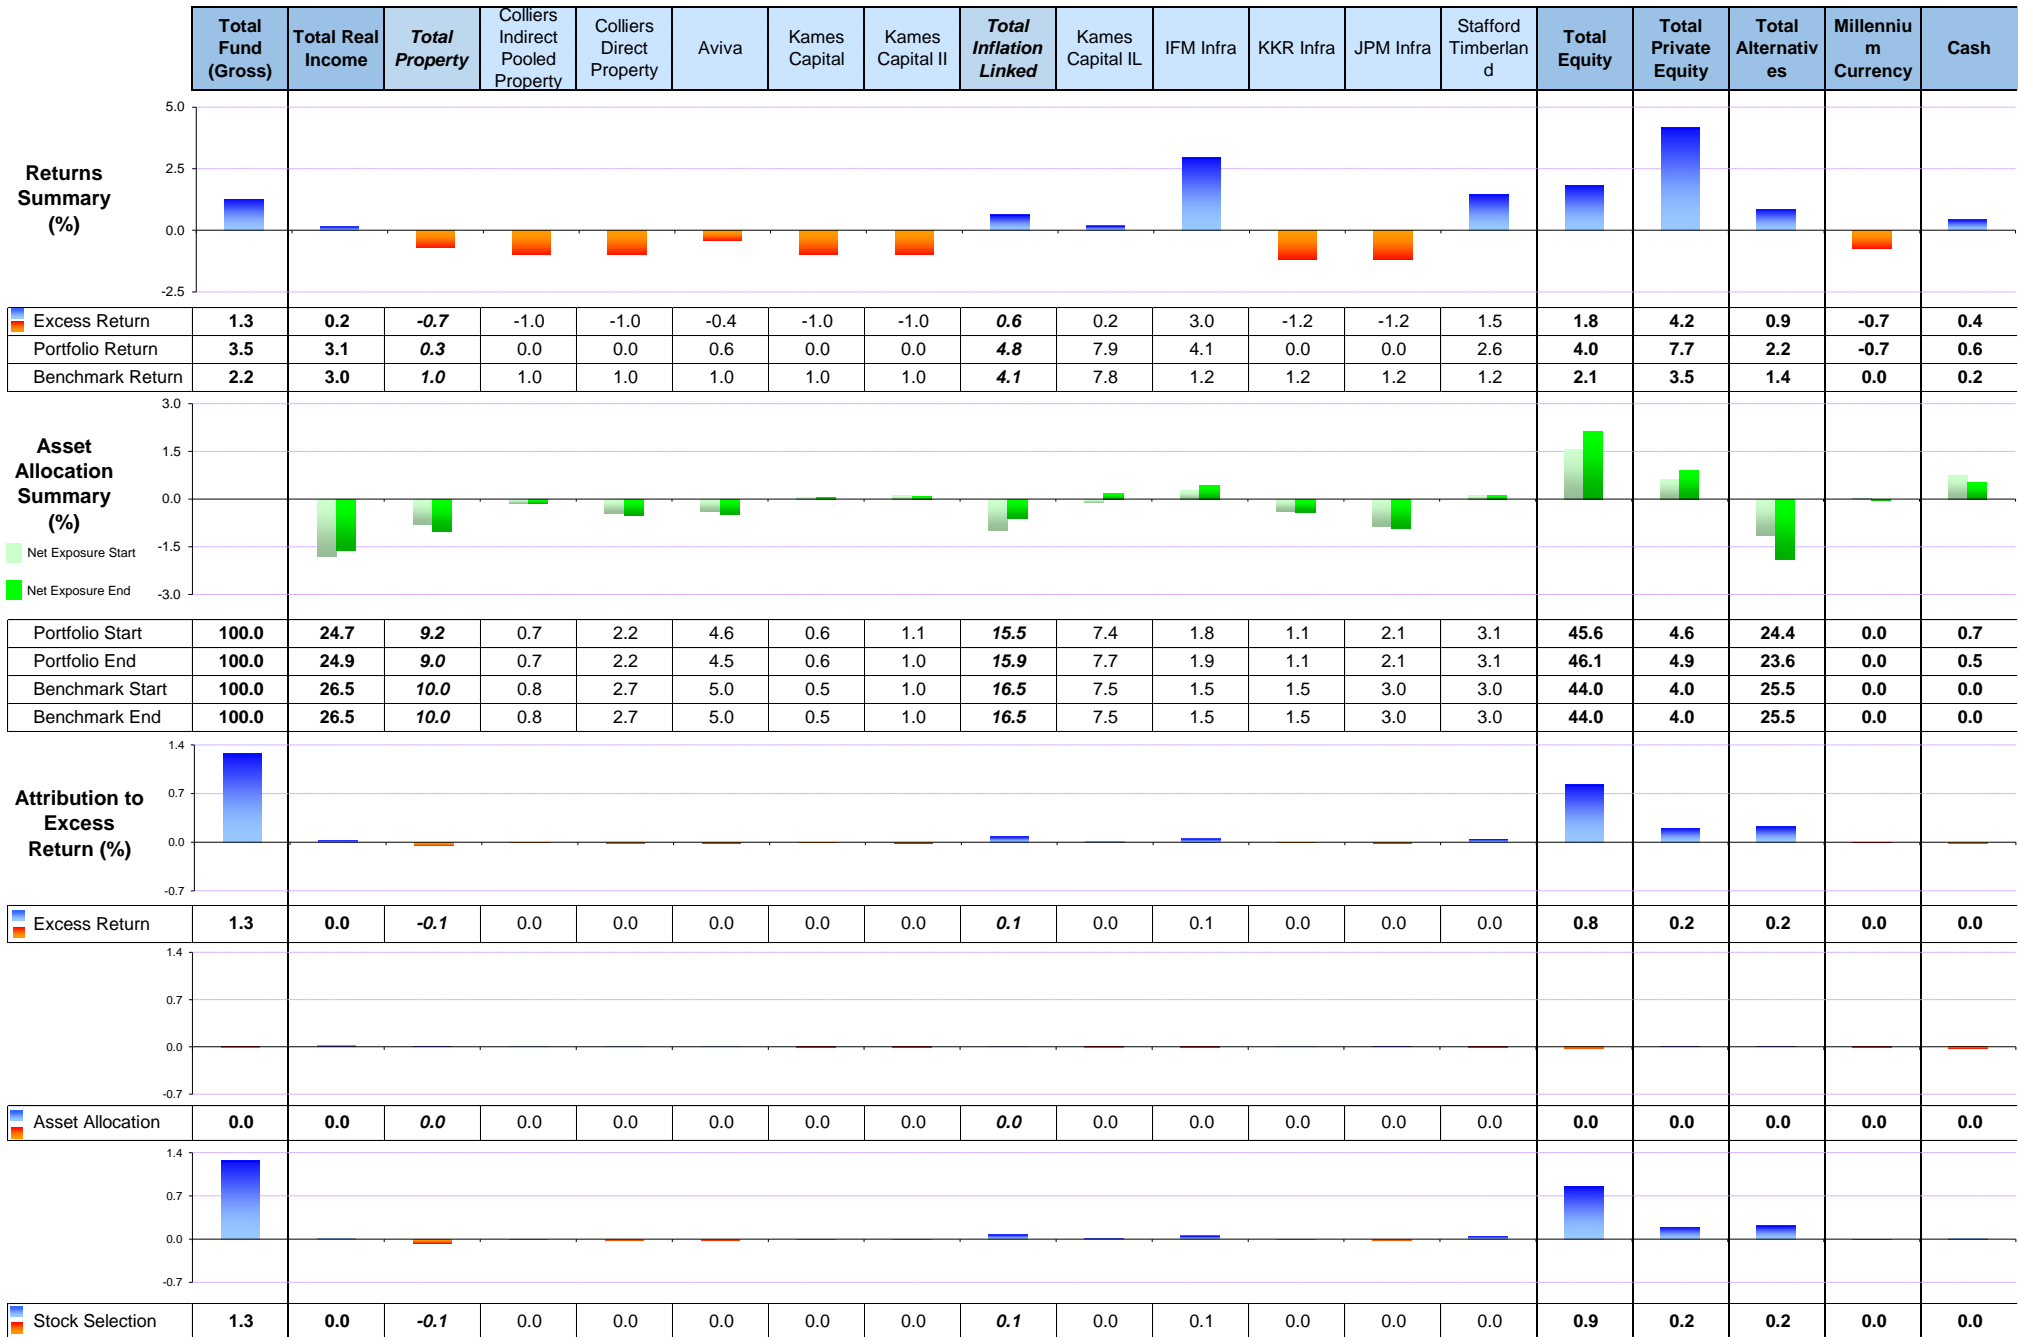 Total Fund (Gross) | Total Real Income | Total Property | Colliers Indirect Pooled Property | Colliers Direct Property | Aviva | Kames Capital | Kames Capital II | Total Inflation Linked | Kames Capital IL | IFM Infra | KKR Infra | JPM Infra | Stafford Timberlan d | Total Equity | Total Private Equity | Total Alternativ es | Millenniu m Currency | Cash
Returns
Summary
(%)
5.0
2.5
0.0
-2.5
Excess Return | 1.3 | 0.2 | -0.7 | -1.0 | -1.0 | -0.4 | -1.0 | -1.0 | 0.6 | 0.2 | 3.0 | -1.2 | -1.2 | 1.5 | 1.8 | 4.2 | 0.9 | -0.7 | 0.4
Portfolio Return | 3.5 | 3.1 | 0.3 | 0.0 | 0.0 | 0.6 | 0.0 | 0.0 | 4.8 | 7.9 | 4.1 | 0.0 | 0.0 | 2.6 | 4.0 | 7.7 | 2.2 | -0.7 | 0.6
Benchmark Return | 2.2 | 3.0 | 1.0 | 1.0 | 1.0 | 1.0 | 1.0 | 1.0 | 4.1 | 7.8 | 1.2 | 1.2 | 1.2 | 1.2 | 2.1 | 3.5 | 1.4 | 0.0 | 0.2
Asset
Allocation
Summary
(%)
Net Exposure Start
Net Exposure End
3.0
1.5
0.0
-1.5
-3.0
Portfolio Start | 100.0 | 24.7 | 9.2 | 0.7 | 2.2 | 4.6 | 0.6 | 1.1 | 15.5 | 7.4 | 1.8 | 1.1 | 2.1 | 3.1 | 45.6 | 4.6 | 24.4 | 0.0 | 0.7
Portfolio End | 100.0 | 24.9 | 9.0 | 0.7 | 2.2 | 4.5 | 0.6 | 1.0 | 15.9 | 7.7 | 1.9 | 1.1 | 2.1 | 3.1 | 46.1 | 4.9 | 23.6 | 0.0 | 0.5
Benchmark Start | 100.0 | 26.5 | 10.0 | 0.8 | 2.7 | 5.0 | 0.5 | 1.0 | 16.5 | 7.5 | 1.5 | 1.5 | 3.0 | 3.0 | 44.0 | 4.0 | 25.5 | 0.0 | 0.0
Benchmark End | 100.0 | 26.5 | 10.0 | 0.8 | 2.7 | 5.0 | 0.5 | 1.0 | 16.5 | 7.5 | 1.5 | 1.5 | 3.0 | 3.0 | 44.0 | 4.0 | 25.5 | 0.0 | 0.0
Attribution to
Excess
Return (%)
1.4
0.7
0.0
-0.7
Excess Return | 1.3 | 0.0 | -0.1 | 0.0 | 0.0 | 0.0 | 0.0 | 0.0 | 0.1 | 0.0 | 0.1 | 0.0 | 0.0 | 0.0 | 0.8 | 0.2 | 0.2 | 0.0 | 0.0
1.4
0.7
0.0
-0.7
Asset Allocation | 0.0 | 0.0 | 0.0 | 0.0 | 0.0 | 0.0 | 0.0 | 0.0 | 0.0 | 0.0 | 0.0 | 0.0 | 0.0 | 0.0 | 0.0 | 0.0 | 0.0 | 0.0 | 0.0
1.4
0.7
0.0
-0.7
Stock Selection | 1.3 | 0.0 | -0.1 | 0.0 | 0.0 | 0.0 | 0.0 | 0.0 | 0.1 | 0.0 | 0.1 | 0.0 | 0.0 | 0.0 | 0.9 | 0.2 | 0.2 | 0.0 | 0.0